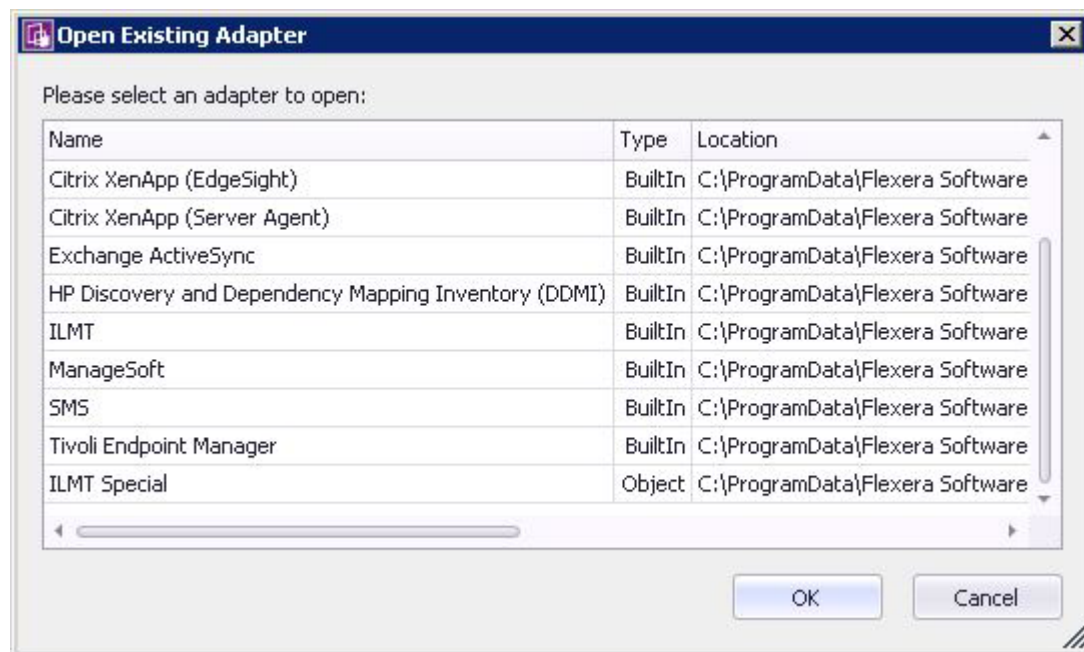 Open Existing Adapter
Please select an adapter to open:
Name Type Location
Citrix XenApp (EdgeSight) BuiltIn C:\ProgramData\Flexera Software
Citrix XenApp (Server Agent) BuiltIn C:\ProgramData\Flexera Software
Exchange ActiveSync BuiltIn C:\ProgramData\Flexera Software
HP Discovery and Dependency Mapping Inventory (DDMI) BuiltIn C:\ProgramData\Flexera Software
ILMT BuiltIn C:\ProgramData\Flexera Software
ManageSoft BuiltIn C:\ProgramData\Flexera Software
SMS BuiltIn C:\ProgramData\Flexera Software
Tivoli Endpoint Manager BuiltIn C:\ProgramData\Flexera Software
ILMT Special Object C:\ProgramData\Flexera Software
OK Cancel